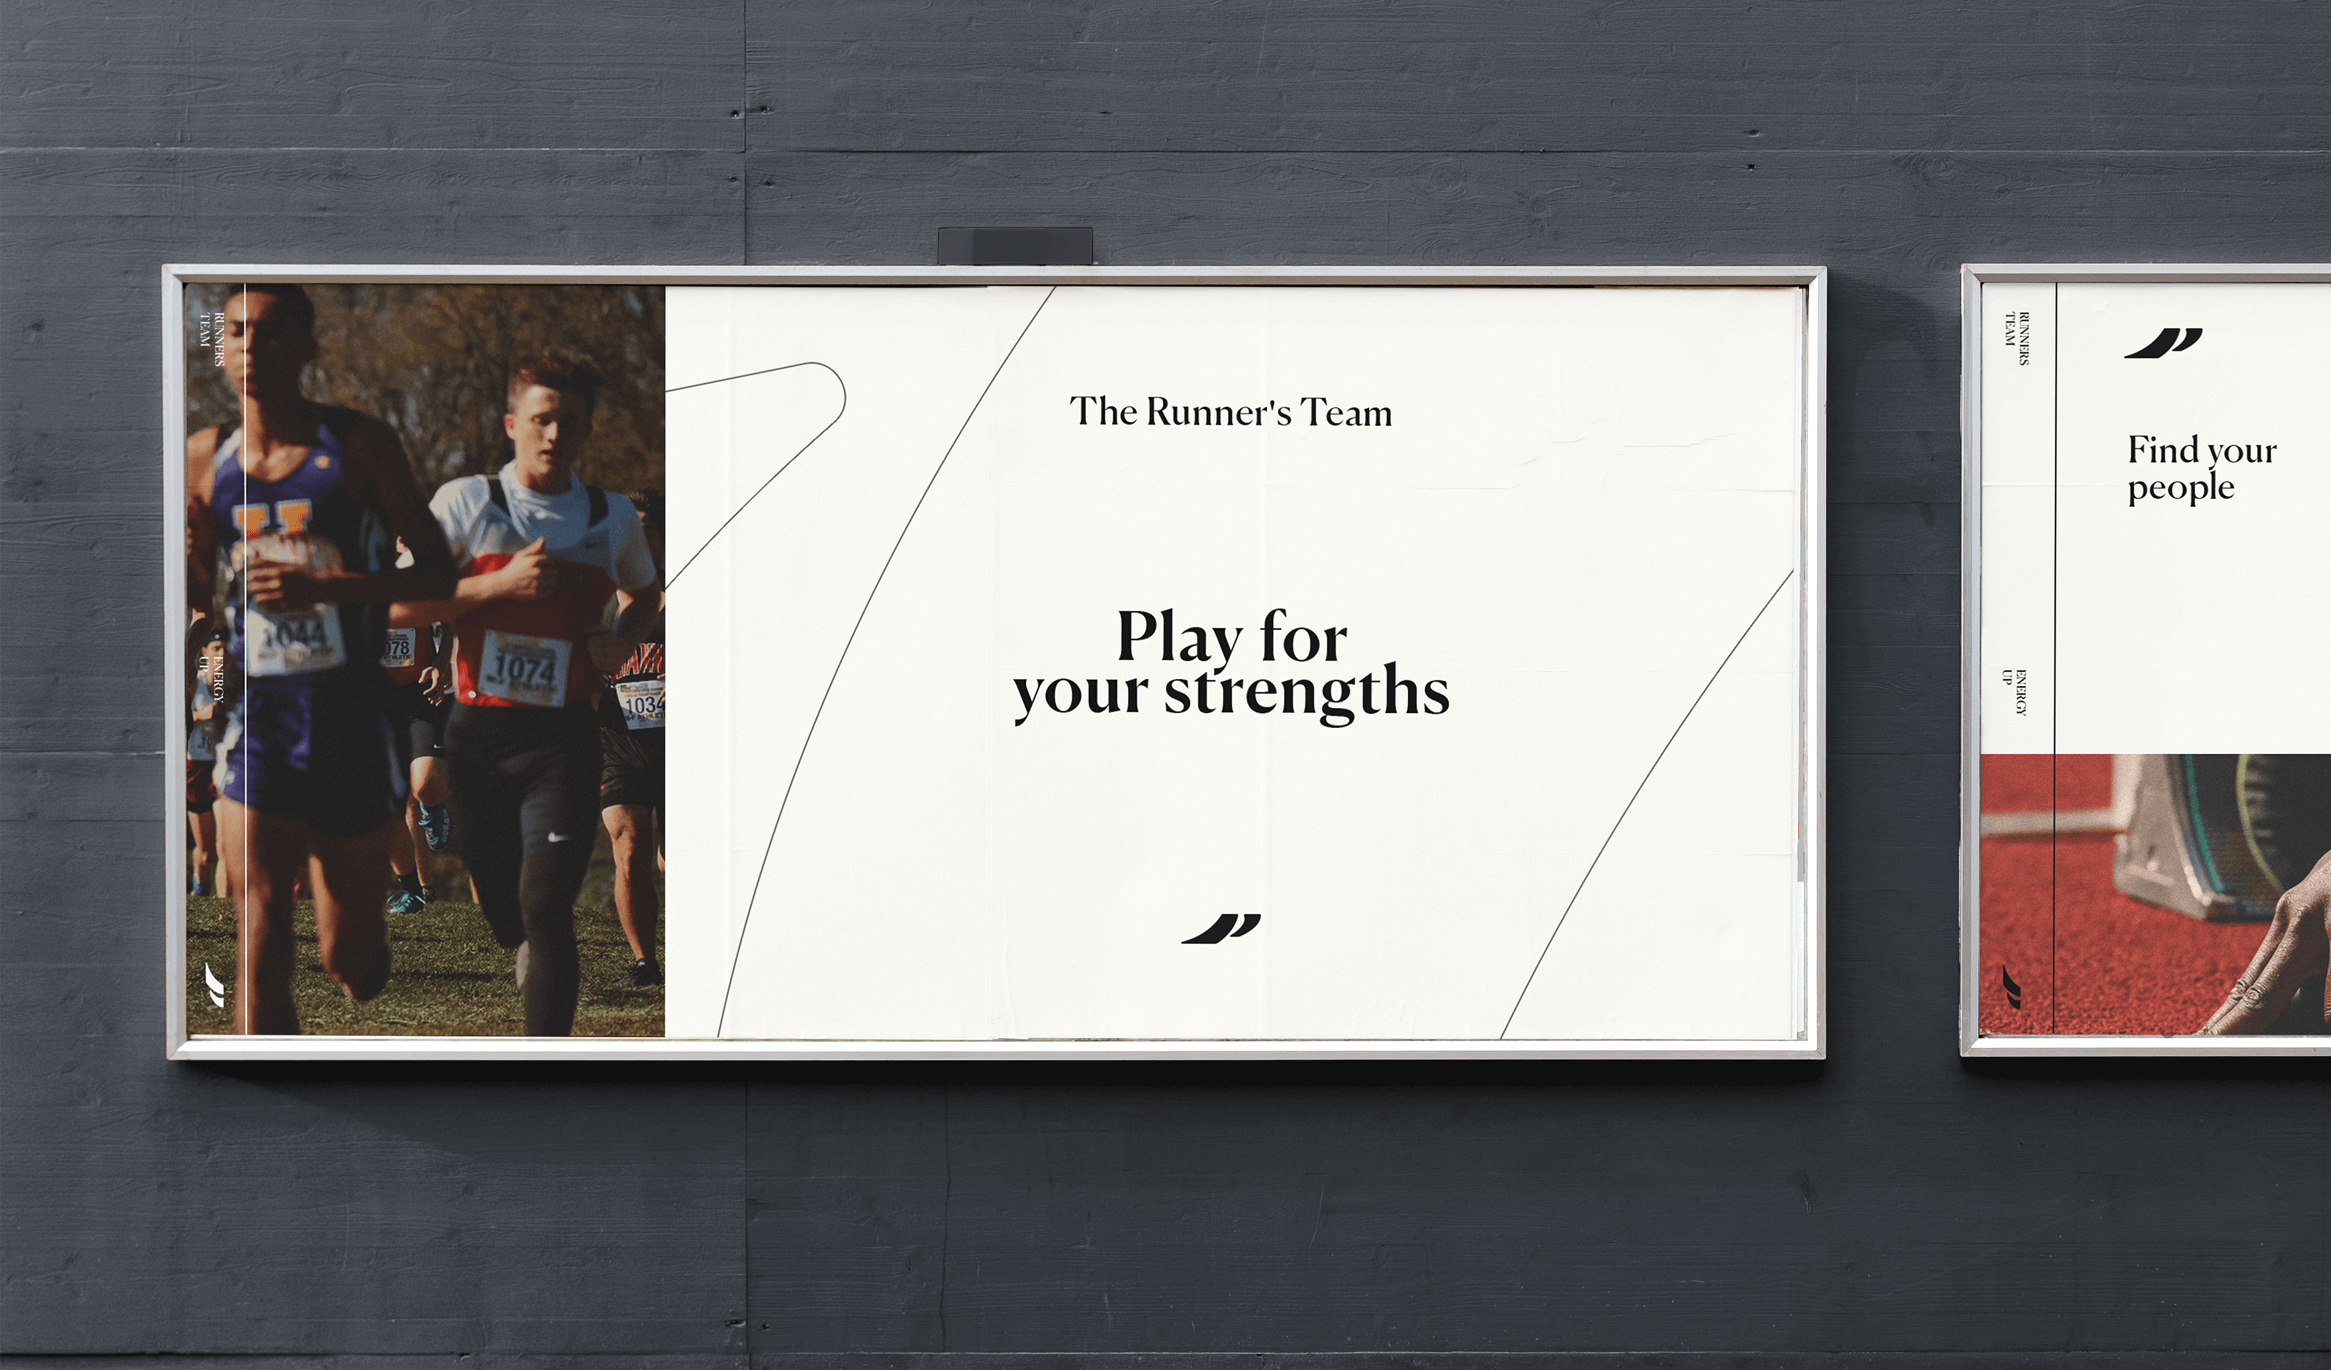 RUNNERS
TEAM
ENERGY
UP
The Runner's Team
Play for
your strengths
1044
078
1074
1034
RUNNERS
TEAM
ENERGY
UP
Find your
people